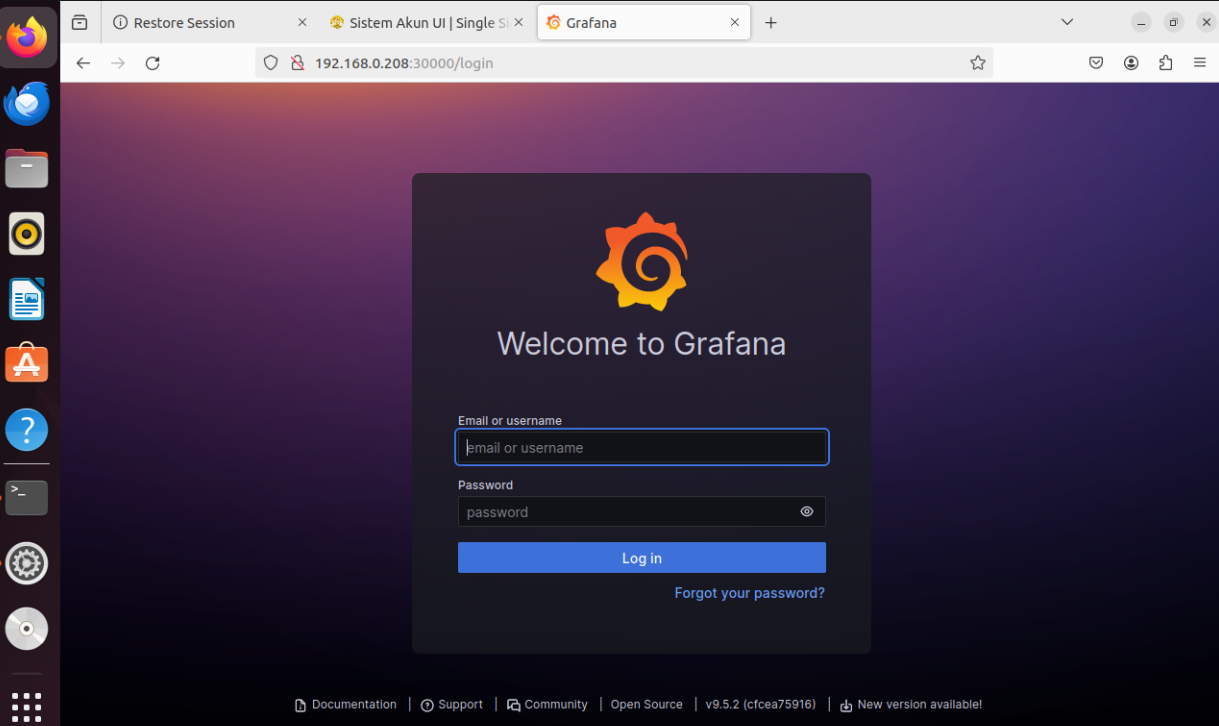 Restore Session
Sistem Akun UI | Single Si
Grafana
192.168.0.208:30000/login
Welcome to Grafana
Email or username
email or username
Password
password
Log in
Forgot your password?
Documentation | Support | Community | Open Source | v9.5.2 (cfcea75916) | New version available!